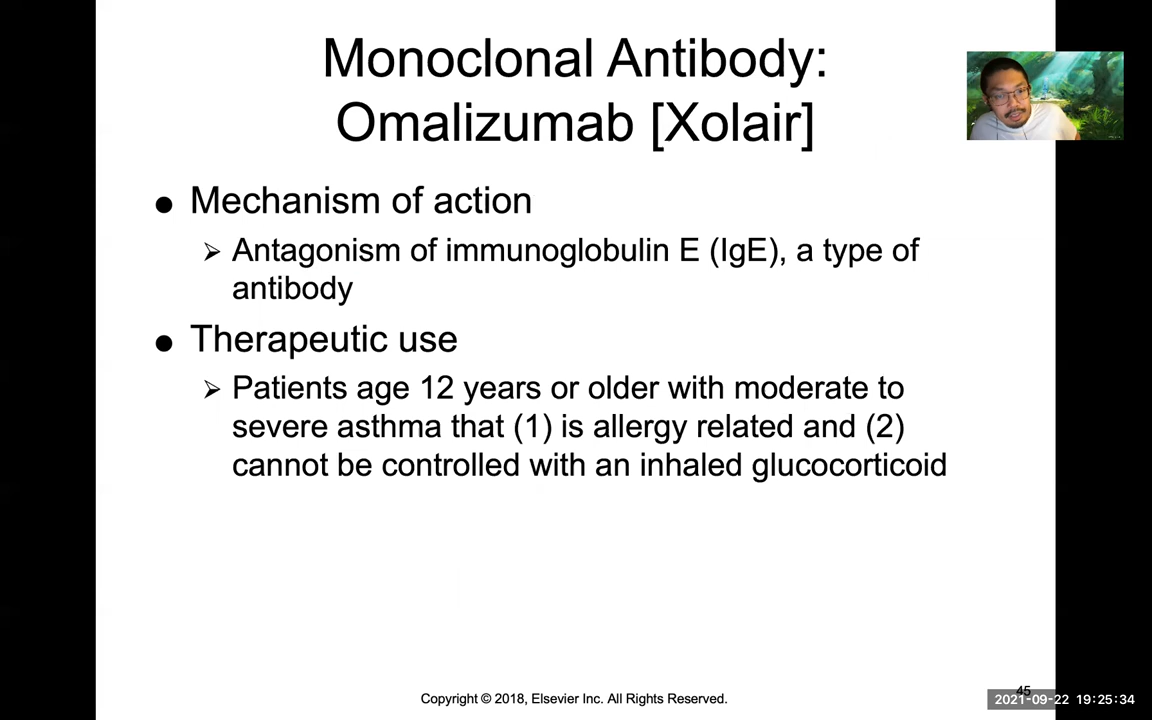 Monoclonal Antibody:
Omalizumab [Xolair]
● Mechanism of action
➢ Antagonism of immunoglobulin E (IgE), a type of
antibody
● Therapeutic use
➢ Patients age 12 years or older with moderate to
severe asthma that (1) is allergy related and (2)
cannot be controlled with an inhaled glucocorticoid
Copyright © 2018, Elsevier Inc. All Rights Reserved.
45
2021-09-22 19:25:34